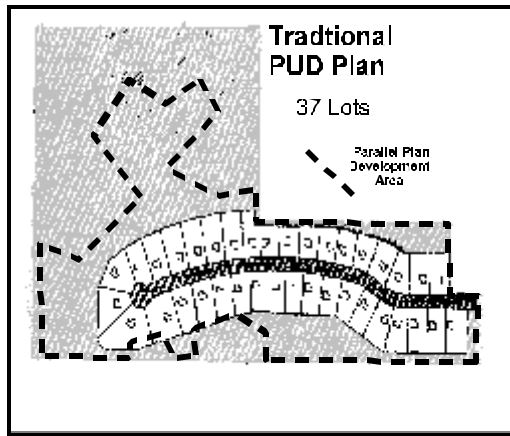 Tradtional
PUD Plan
37 Lots
Parallel Plan
Development
Area